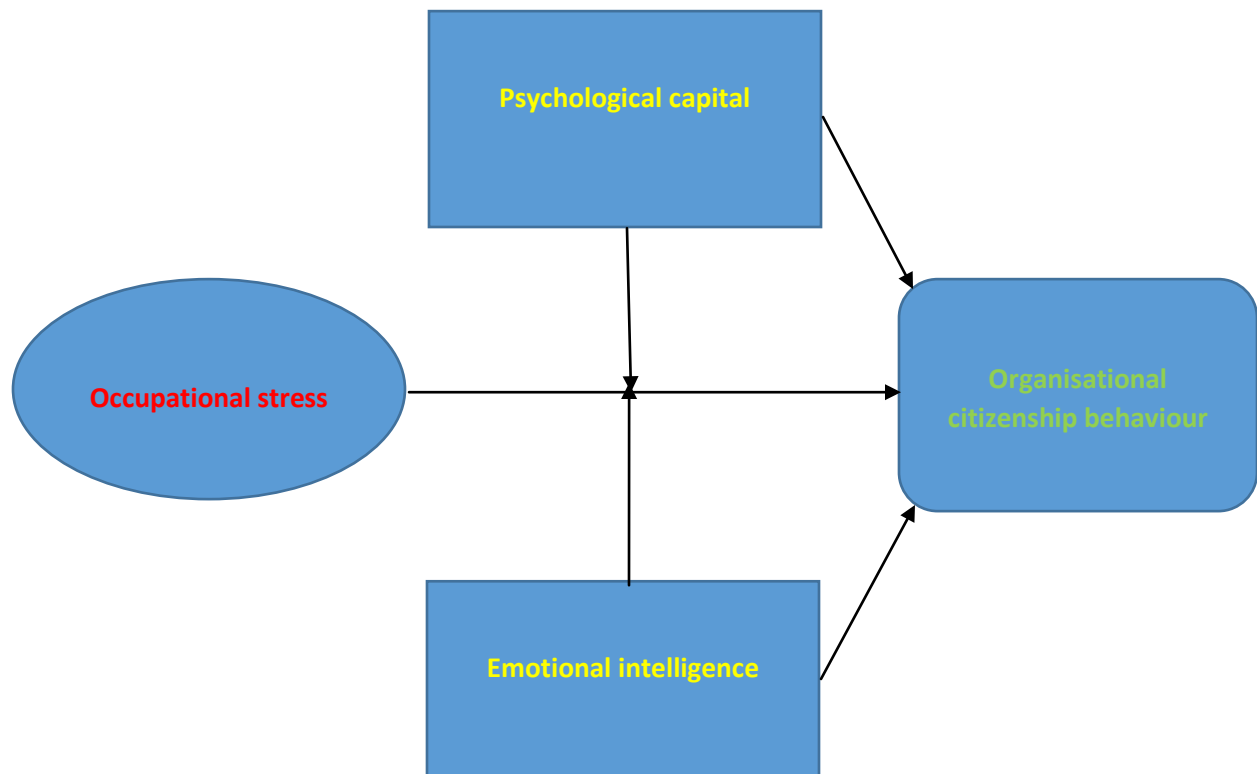 Psychological capital
Occupational stress
Organisational
citizenship behaviour
Emotional intelligence